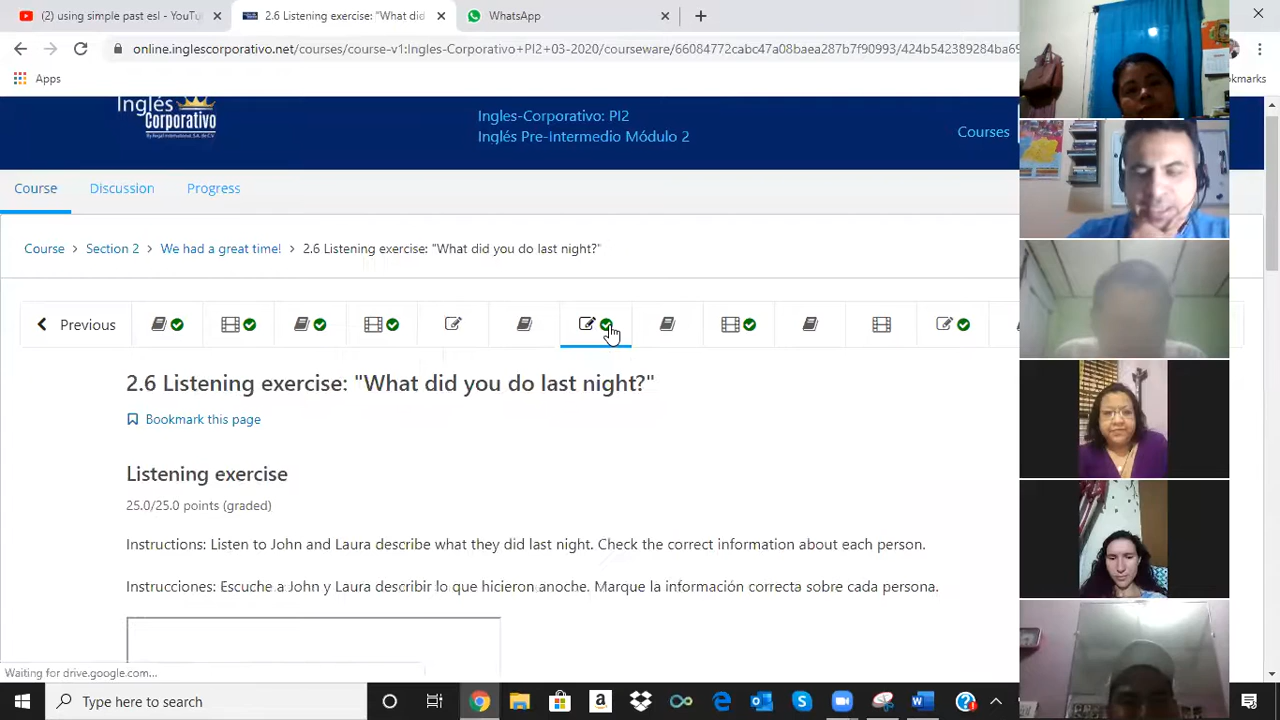 (2) using simple past esl - YouTu
2.6 Listening exercise: "What did
WhatsApp
online.inglescorporativo.net/courses/course-v1:Ingles-Corporativo+PI2+03-2020/courseware/66084772cabc47a08baea287b7f90993/424b542389284b69
Apps
okmarks
Inglés
Corporativo
Ingles-Corporativo: PI2
Inglés Pre-Intermedio Módulo 2
Courses
Course
Discussion
Progress
Course > Section 2 > We had a great time! > 2.6 Listening exercise: "What did you do last night?"
Previous
2.6 Listening exercise: "What did you do last night?"
Bookmark this page
Listening exercise
25.0/25.0 points (graded)
Instructions: Listen to John and Laura describe what they did last night. Check the correct information about each person.
Instrucciones: Escuche a John y Laura describir lo que hicieron anoche. Marque la información correcta sobre cada persona.
Waiting for drive.google.com...
Type here to search